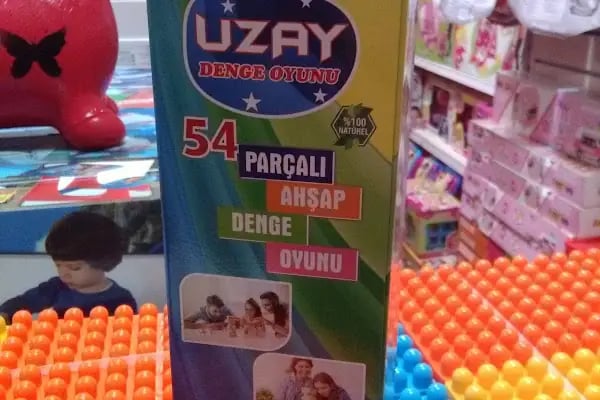 UZAY
DENGE OYUNU
%100
NATUREL
54
PARÇALI
AHŞAP
DENGE
OYUNU